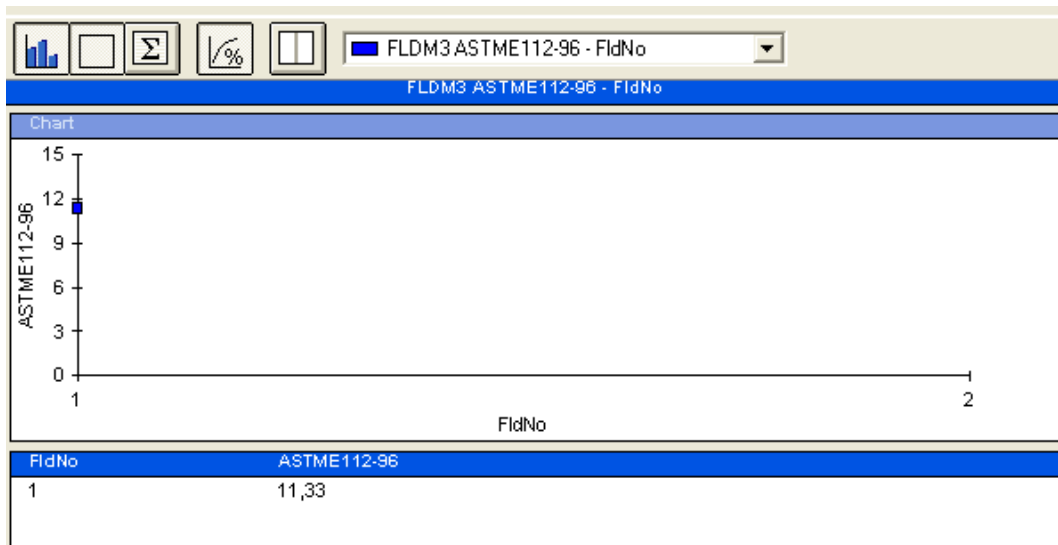 Σ % FLDM3 ASTME112-96 - FldNo
FLDM3 ASTME112-96 - FldNo
Chart
15
12
9
6
3
0
ASTME112-96
1 2
FldNo
FldNo ASTME112-96
1 11,33